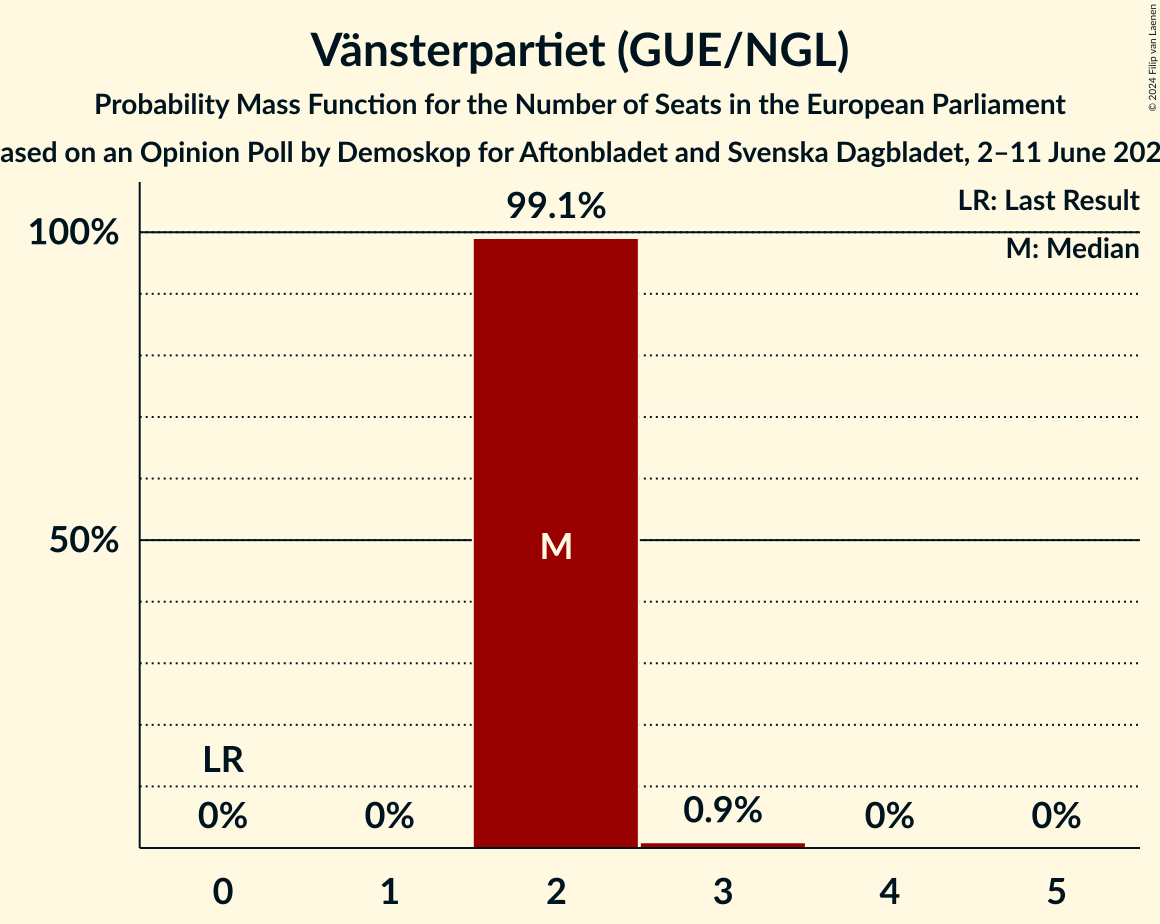 Vänsterpartiet (GUE/NGL)
Probability Mass Function for the Number of Seats in the European Parliament
ased on an Opinion Poll by Demoskop for Aftonbladet and Svenska Dagbladet, 2–11 June 202
© 2024 Filip van Laenen
LR: Last Result
M: Median
99.1%
100%
50%
M
LR
0%
0%
0.9%
0%
0%
0
1
2
3
4
5